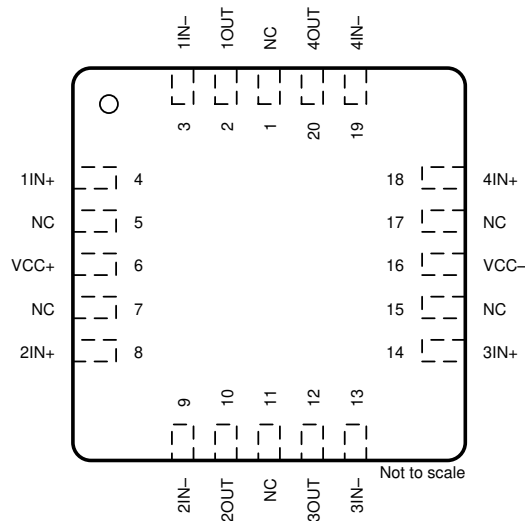 1IN–
1OUT
NC
4OUT
4IN–
3
2
1
20
19
1IN+
4
18
4IN+
NC
5
17
NC
VCC+
6
16
VCC–
NC
7
15
NC
2IN+
8
14
3IN+
9
10
11
12
13
Not to scale
2IN–
2OUT
NC
3OUT
3IN–